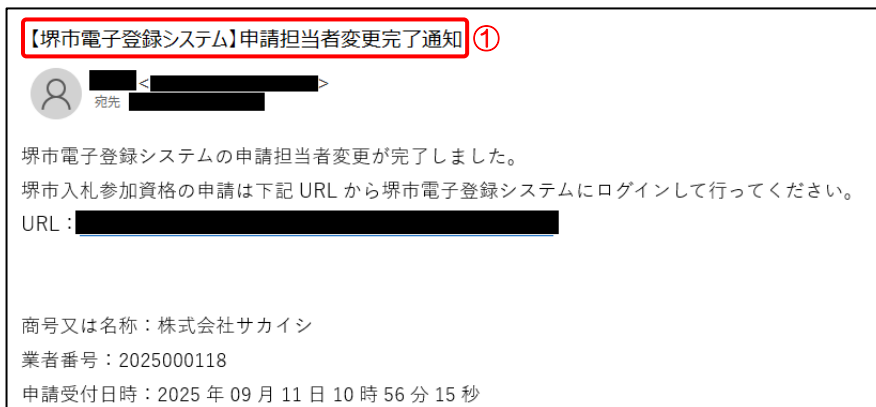 【堺市電子登録システム】申請担当者変更完了通知 ①
< >
宛先
堺市電子登録システムの申請担当者変更が完了しました。
堺市入札参加資格の申請は下記 URL から堺市電子登録システムにログインして行ってください。
URL：
商号又は名称：株式会社サカイシ
業者番号：2025000118
申請受付日時：2025 年 09 月 11 日 10 時 56 分 15 秒